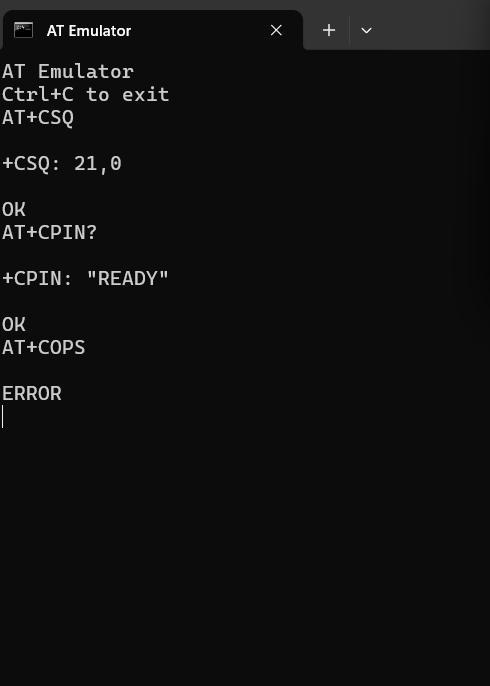 AT Emulator
AT Emulator
Ctrl+C to exit
AT+CSQ
+CSQ: 21,0
OK
AT+CPIN?
+CPIN: "READY"
OK
AT+COPS
ERROR